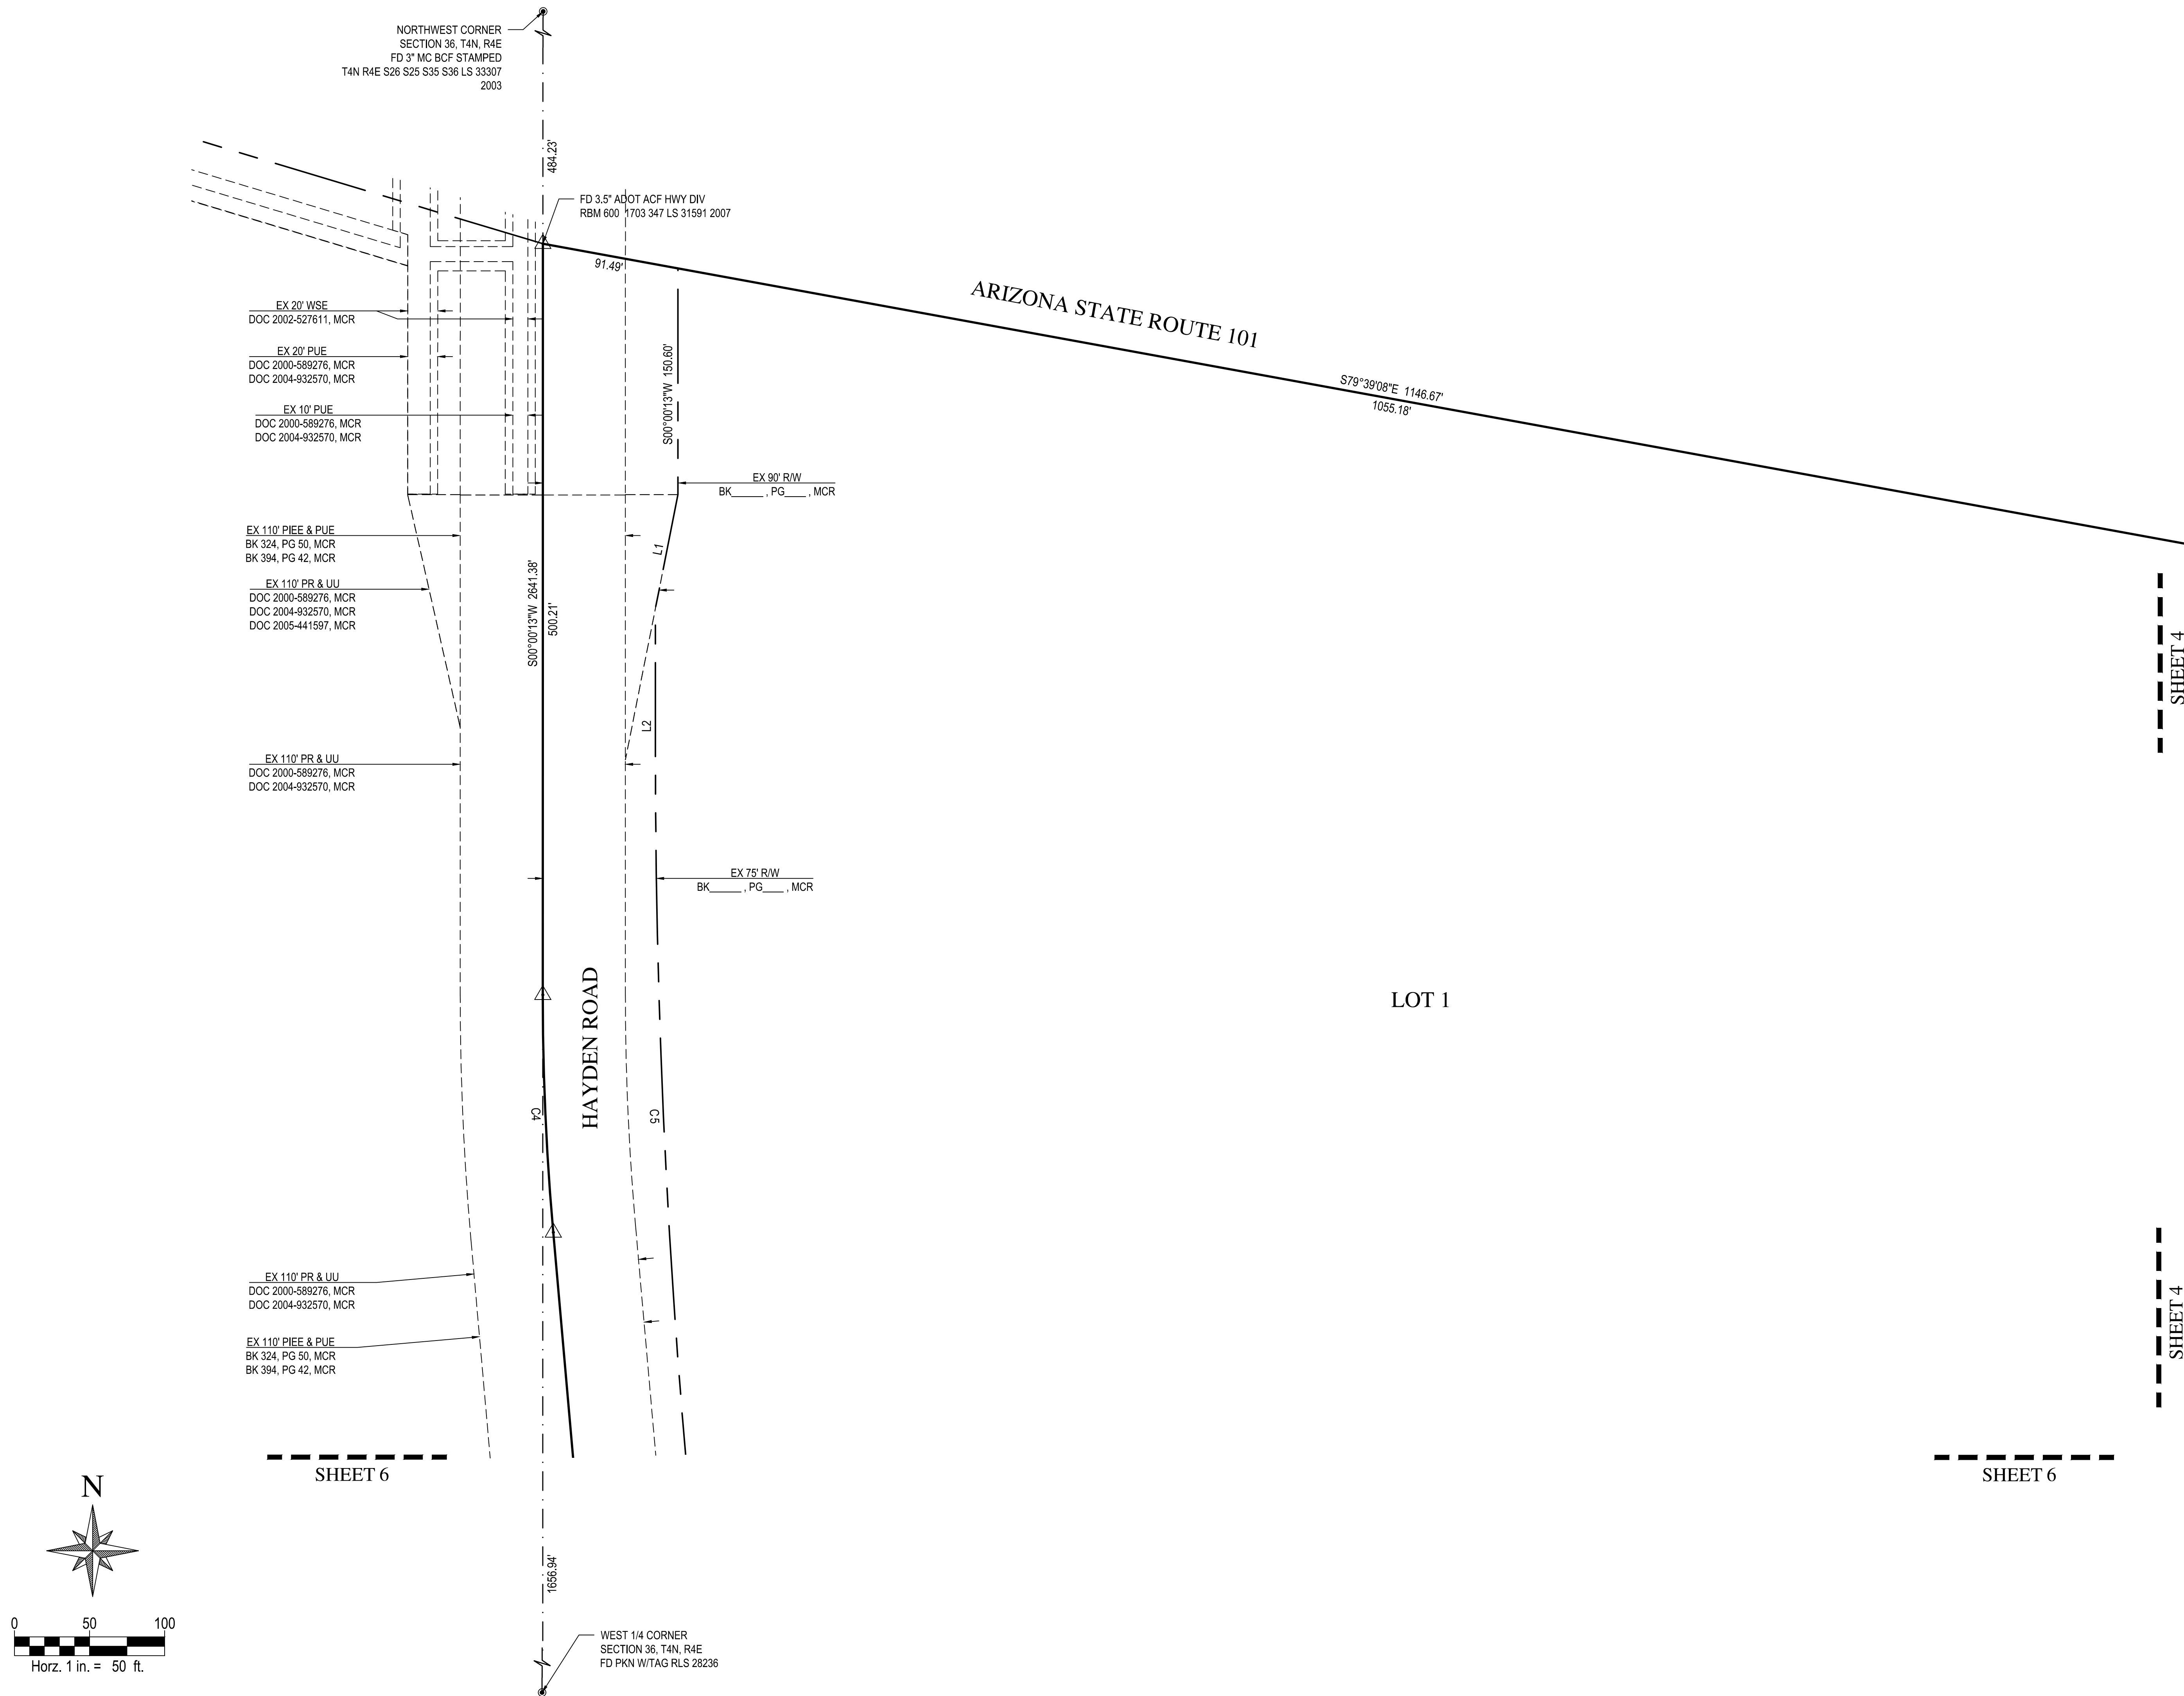 NORTHWEST CORNER
SECTION 36, T4N, R4E
FD 3" MC BCF STAMPED
T4N R4E S26 S25 S35 S36 LS 33307
2003
484.23'
FD 3.5" ADOT ACF HWY DIV
RBM 600 1703 347 LS 31591 2007
91.49'
ARIZONA STATE ROUTE 101
S79°39'08"E 1146.67'
1055.18'
EX 20' WSE
DOC 2002-527611, MCR
EX 20' PUE
DOC 2000-589276, MCR
DOC 2004-932570, MCR
EX 10' PUE
DOC 2000-589276, MCR
DOC 2004-932570, MCR
S00°00'13"W 150.60'
EX 90' R/W
BK_____ , PG___ , MCR
EX 110' PIEE & PUE
BK 324, PG 50, MCR
BK 394, PG 42, MCR
EX 110' PR & UU
DOC 2000-589276, MCR
DOC 2004-932570, MCR
DOC 2005-441597, MCR
S00°00'13"W 2641.38'
500.21'
L1
L2
SHEET 4
EX 110' PR & UU
DOC 2000-589276, MCR
DOC 2004-932570, MCR
EX 75' R/W
BK_____ , PG___ , MCR
HAYDEN ROAD
LOT 1
C4
C5
EX 110' PR & UU
DOC 2000-589276, MCR
DOC 2004-932570, MCR
EX 110' PIEE & PUE
BK 324, PG 50, MCR
BK 394, PG 42, MCR
SHEET 4
SHEET 6
SHEET 6
N
1656.94'
0 50 100
Horz. 1 in. = 50 ft.
WEST 1/4 CORNER
SECTION 36, T4N, R4E
FD PKN W/TAG RLS 28236